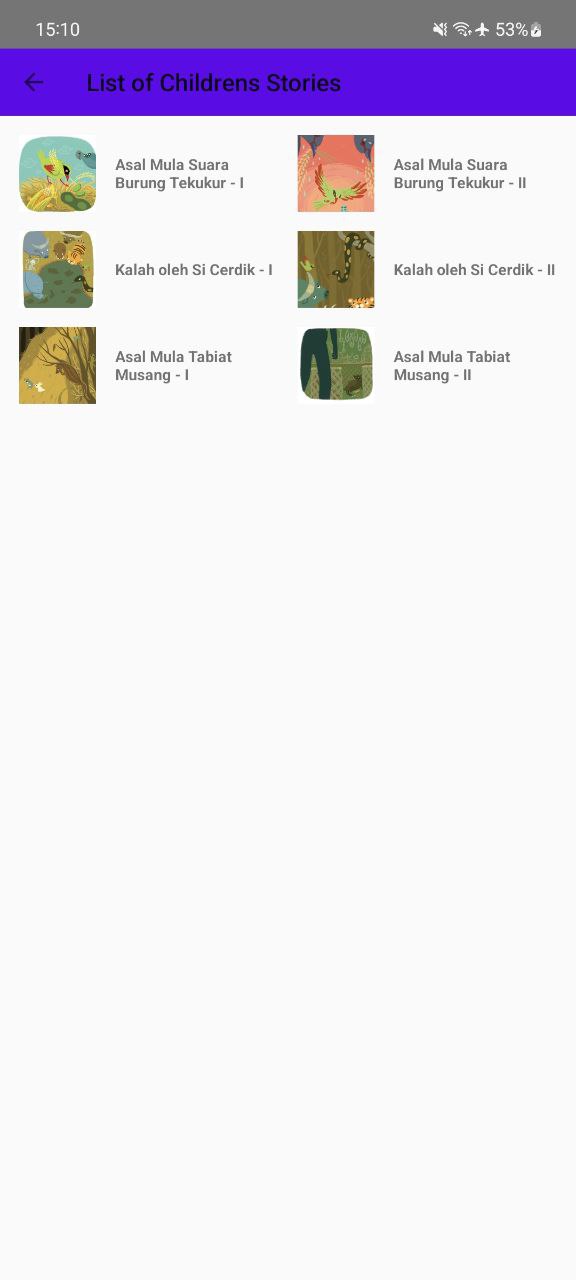 15:10
53%
List of Childrens Stories
Asal Mula Suara
Burung Tekukur - I
Asal Mula Suara
Burung Tekukur - II
Kalah oleh Si Cerdik - I
Kalah oleh Si Cerdik - II
Asal Mula Tabiat
Musang - I
Asal Mula Tabiat
Musang - II